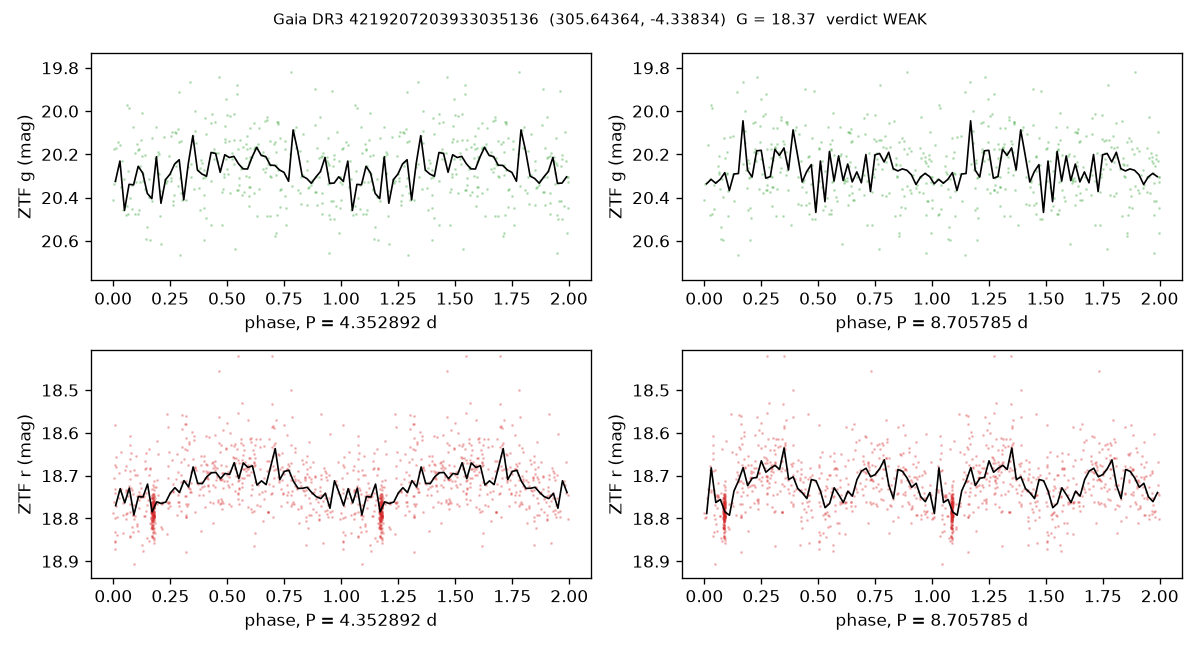 Gaia DR3 4219207203933035136  (305.64364, -4.33834)  G = 18.37  verdict WEAK
ZTF g (mag)
19.8
20.0
20.2
20.4
20.6
0.00 0.25 0.50 0.75 1.00 1.25 1.50 1.75 2.00
phase, P = 4.352892 d
ZTF g (mag)
19.8
20.0
20.2
20.4
20.6
0.00 0.25 0.50 0.75 1.00 1.25 1.50 1.75 2.00
phase, P = 8.705785 d
ZTF r (mag)
18.5
18.6
18.7
18.8
18.9
0.00 0.25 0.50 0.75 1.00 1.25 1.50 1.75 2.00
phase, P = 4.352892 d
ZTF r (mag)
18.5
18.6
18.7
18.8
18.9
0.00 0.25 0.50 0.75 1.00 1.25 1.50 1.75 2.00
phase, P = 8.705785 d